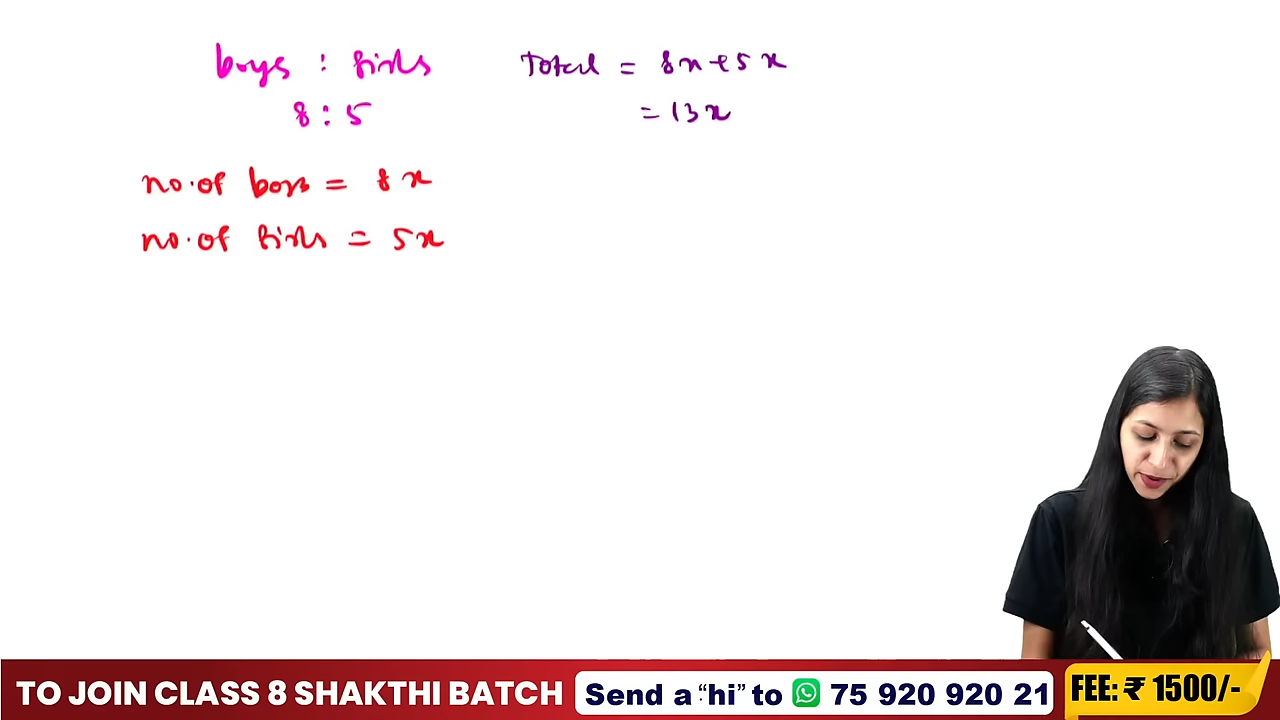 boys : Girls
8 : 5
Total = 8x + 5x
= 13x
no. of boys = 8x
no. of Girls = 5x
TO JOIN CLASS 8 SHAKTHI BATCH
Send a “hi” to 75 920 920 21
FEE: ₹ 1500/-